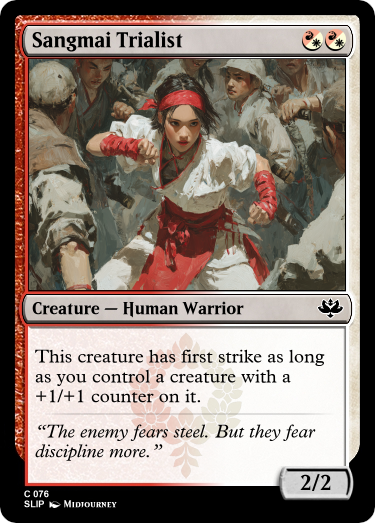 Sangmai Trialist
Creature — Human Warrior
This creature has first strike as long
as you control a creature with a
+1/+1 counter on it.
“The enemy fears steel. But they fear
discipline more.”
2/2
C 076
SLIP Midjourney